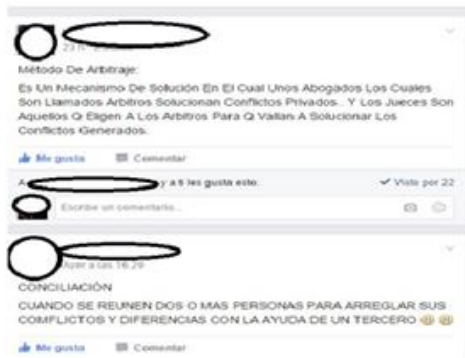 23 h
Método De Arbitraje:
Es Un Mecanismo De Solución En El Cual Unos Abogados Los Cuales
Son Llamados Arbitros Solucionan Conflictos Privados.. Y Los Jueces Son
Aquellos Q Eligen A Los Arbitros Para Q Vallan A Solucionar Los
Conflictos Generados.
Me gusta Comentar
A y a ti les gusta esto. Visto por 22
Escribe un comentario...
Ayer a las 16:29
CONCILIACIÓN
CUANDO SE REUNEN DOS O MAS PERSONAS PARA ARREGLAR SUS
COMFLICTOS Y DIFERENCIAS CON LA AYUDA DE UN TERCERO
Me gusta Comentar